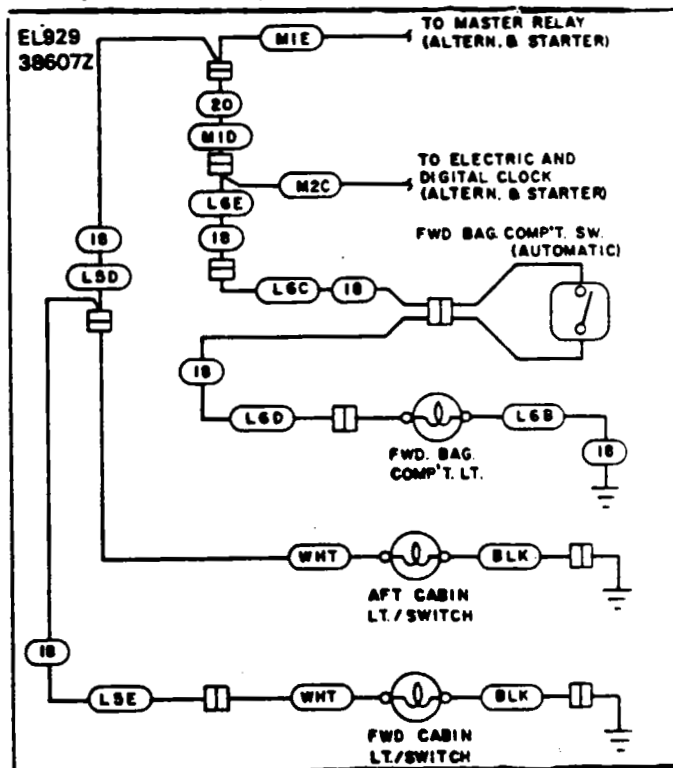 EL929
38607Z
M1E
TO MASTER RELAY
(ALTERN. & STARTER)
20
M1D
M2C
TO ELECTRIC AND
DIGITAL CLOCK
(ALTERN. & STARTER)
L6E
18
FWD BAG. COMP'T. SW.
(AUTOMATIC)
18
L5D
L6C
18
18
L6D
L6B
18
FWD. BAG.
COMP'T. LT.
WHT
BLK
AFT CABIN
LT./SWITCH
18
L5E
WHT
BLK
FWD CABIN
LT./SWITCH